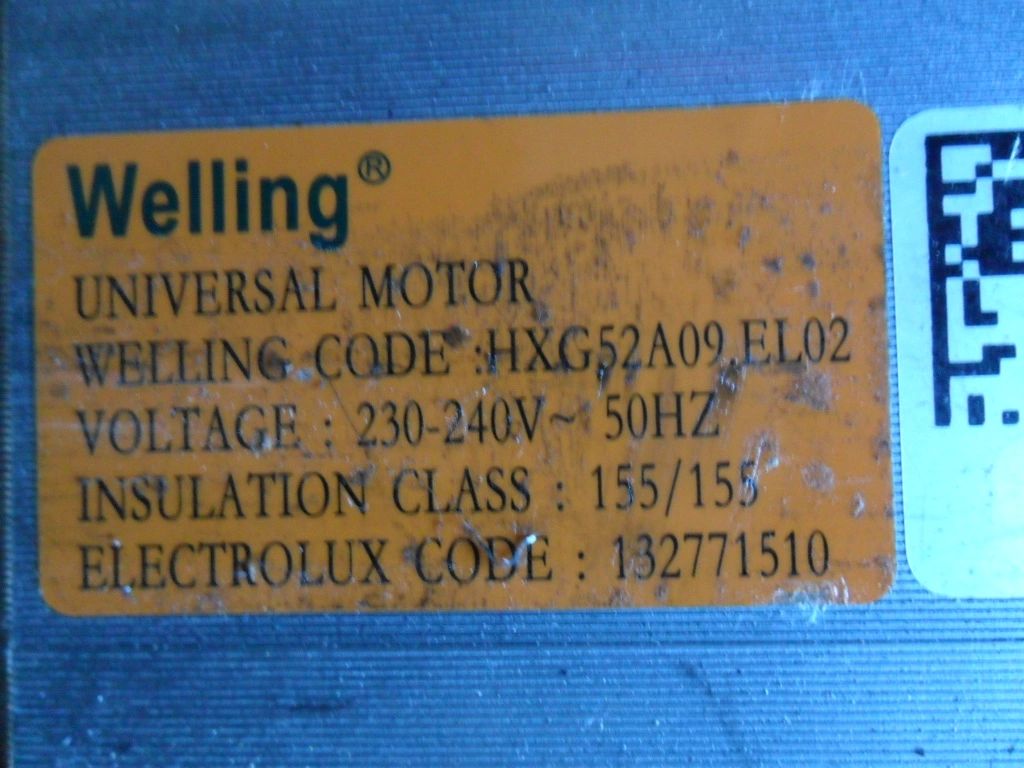 Welling®
UNIVERSAL MOTOR
WELLING CODE :HXG52A09.EL02
VOLTAGE : 230-240V~ 50HZ
INSULATION CLASS : 155/155
ELECTROLUX CODE : 132771510